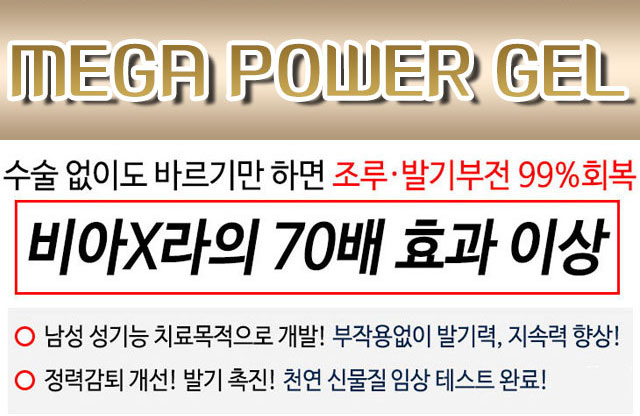 MEGA POWER GEL
수술 없이도 바르기만 하면 조루·발기부전 99%회복
비아X라의 70배 효과 이상
남성 성기능 치료목적으로 개발! 부작용없이 발기력, 지속력 향상!
정력감퇴 개선! 발기 촉진! 천연 신물질 임상 테스트 완료!